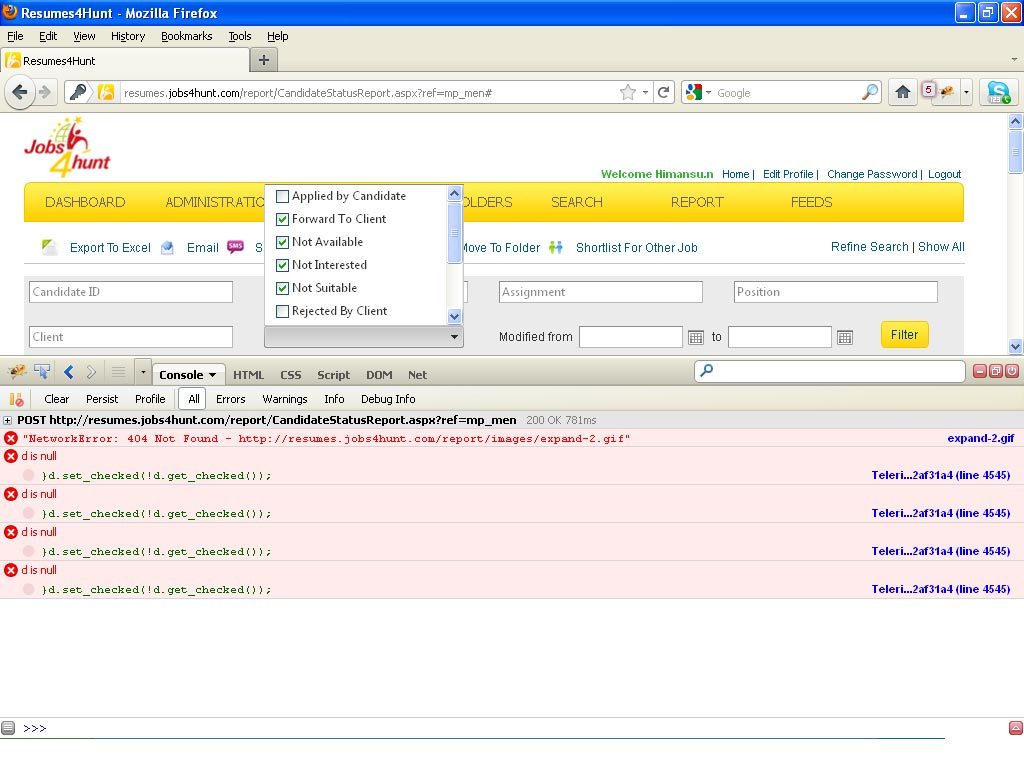 Resumes4Hunt - Mozilla Firefox
File Edit View History Bookmarks Tools Help
Resumes4Hunt
resumes.jobs4hunt.com/report/CandidateStatusReport.aspx?ref=mp_men#
Google
5
123
Jobs
4hunt
Welcome Himansu.n Home | Edit Profile | Change Password | Logout
DASHBOARD ADMINISTRATIO OLDERS SEARCH REPORT FEEDS
Export To Excel Email SMS S Move To Folder Shortlist For Other Job Refine Search | Show All
Applied by Candidate
Forward To Client
Not Available
Not Interested
Not Suitable
Rejected By Client
Candidate ID Assignment Position
Client Modified from to Filter
Console HTML CSS Script DOM Net
Clear Persist Profile All Errors Warnings Info Debug Info
POST http://resumes.jobs4hunt.com/report/CandidateStatusReport.aspx?ref=mp_men 200 OK 781ms
"NetworkError: 404 Not Found - http://resumes.jobs4hunt.com/report/images/expand-2.gif" expand-2.gif
d is null
}d.set_checked(!d.get_checked()); Teleri...2af31a4 (line 4545)
d is null
}d.set_checked(!d.get_checked()); Teleri...2af31a4 (line 4545)
d is null
}d.set_checked(!d.get_checked()); Teleri...2af31a4 (line 4545)
d is null
}d.set_checked(!d.get_checked()); Teleri...2af31a4 (line 4545)
>>>